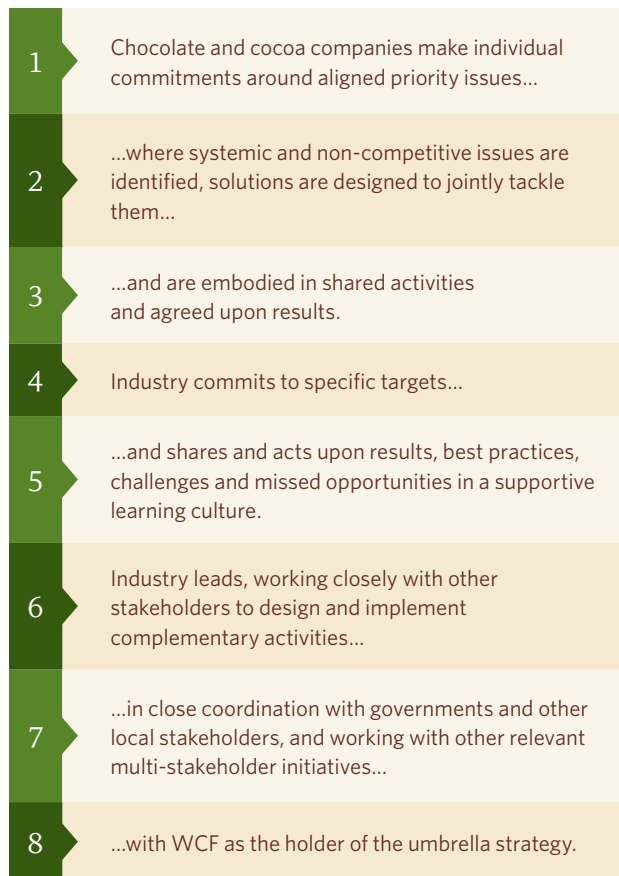 1
Chocolate and cocoa companies make individual
commitments around aligned priority issues...
2
...where systemic and non-competitive issues are
identified, solutions are designed to jointly tackle
them...
3
...and are embodied in shared activities
and agreed upon results.
4
Industry commits to specific targets...
5
...and shares and acts upon results, best practices,
challenges and missed opportunities in a supportive
learning culture.
6
Industry leads, working closely with other
stakeholders to design and implement
complementary activities...
7
...in close coordination with governments and other
local stakeholders, and working with other relevant
multi-stakeholder initiatives...
8
...with WCF as the holder of the umbrella strategy.